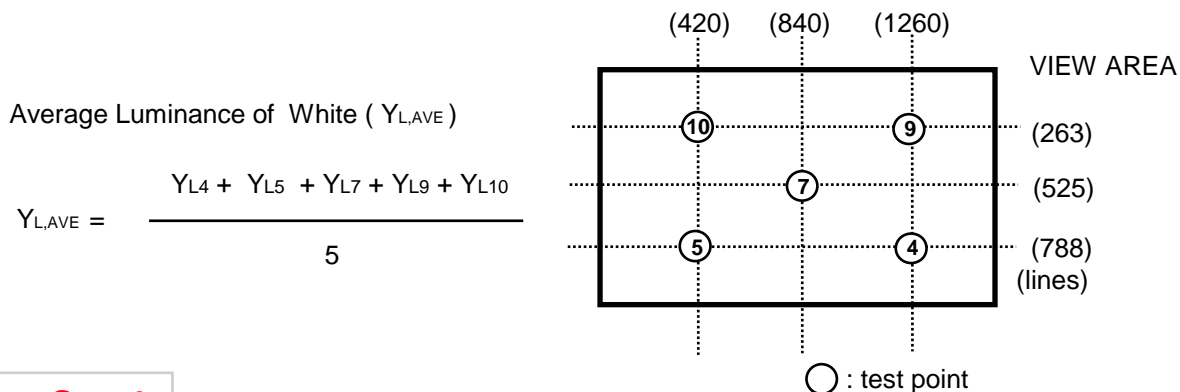 (420) (840) (1260)
VIEW AREA
Average Luminance of White ( YL,AVE )
10 9 (263)
YL4 + YL5 + YL7 + YL9 + YL10
7 (525)
YL,AVE =
5
5 4 (788)
(lines)
: test point